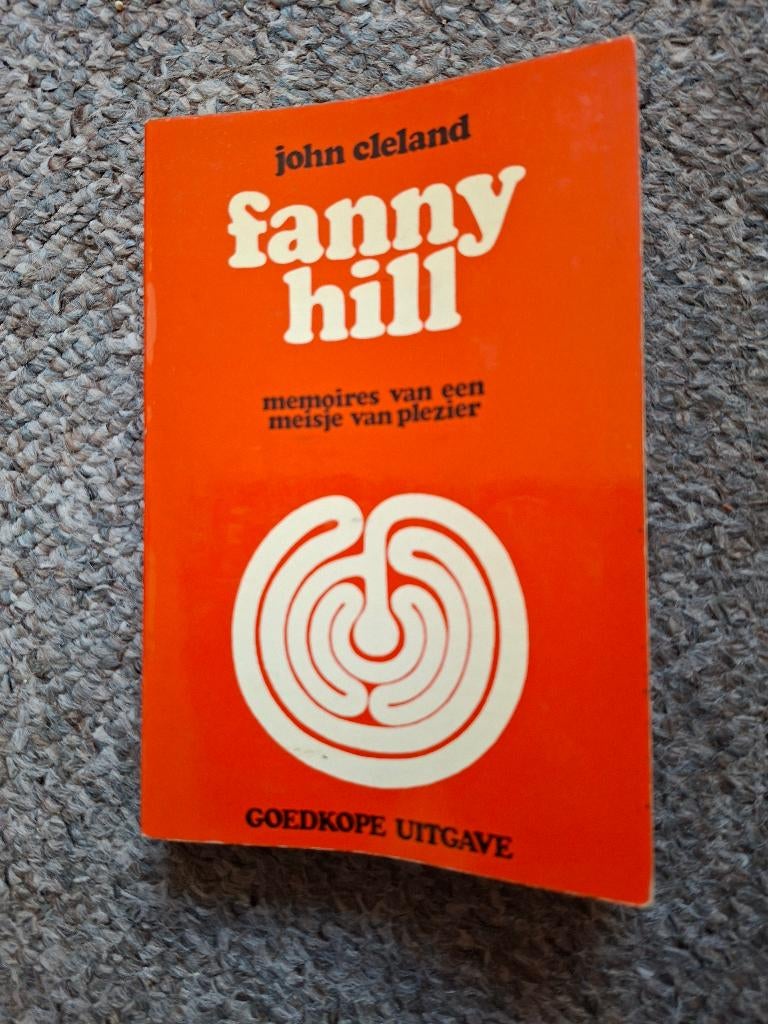 john cleland
fanny
hill
memoires van een
meisje van plezier
GOEDKOPE UITGAVE